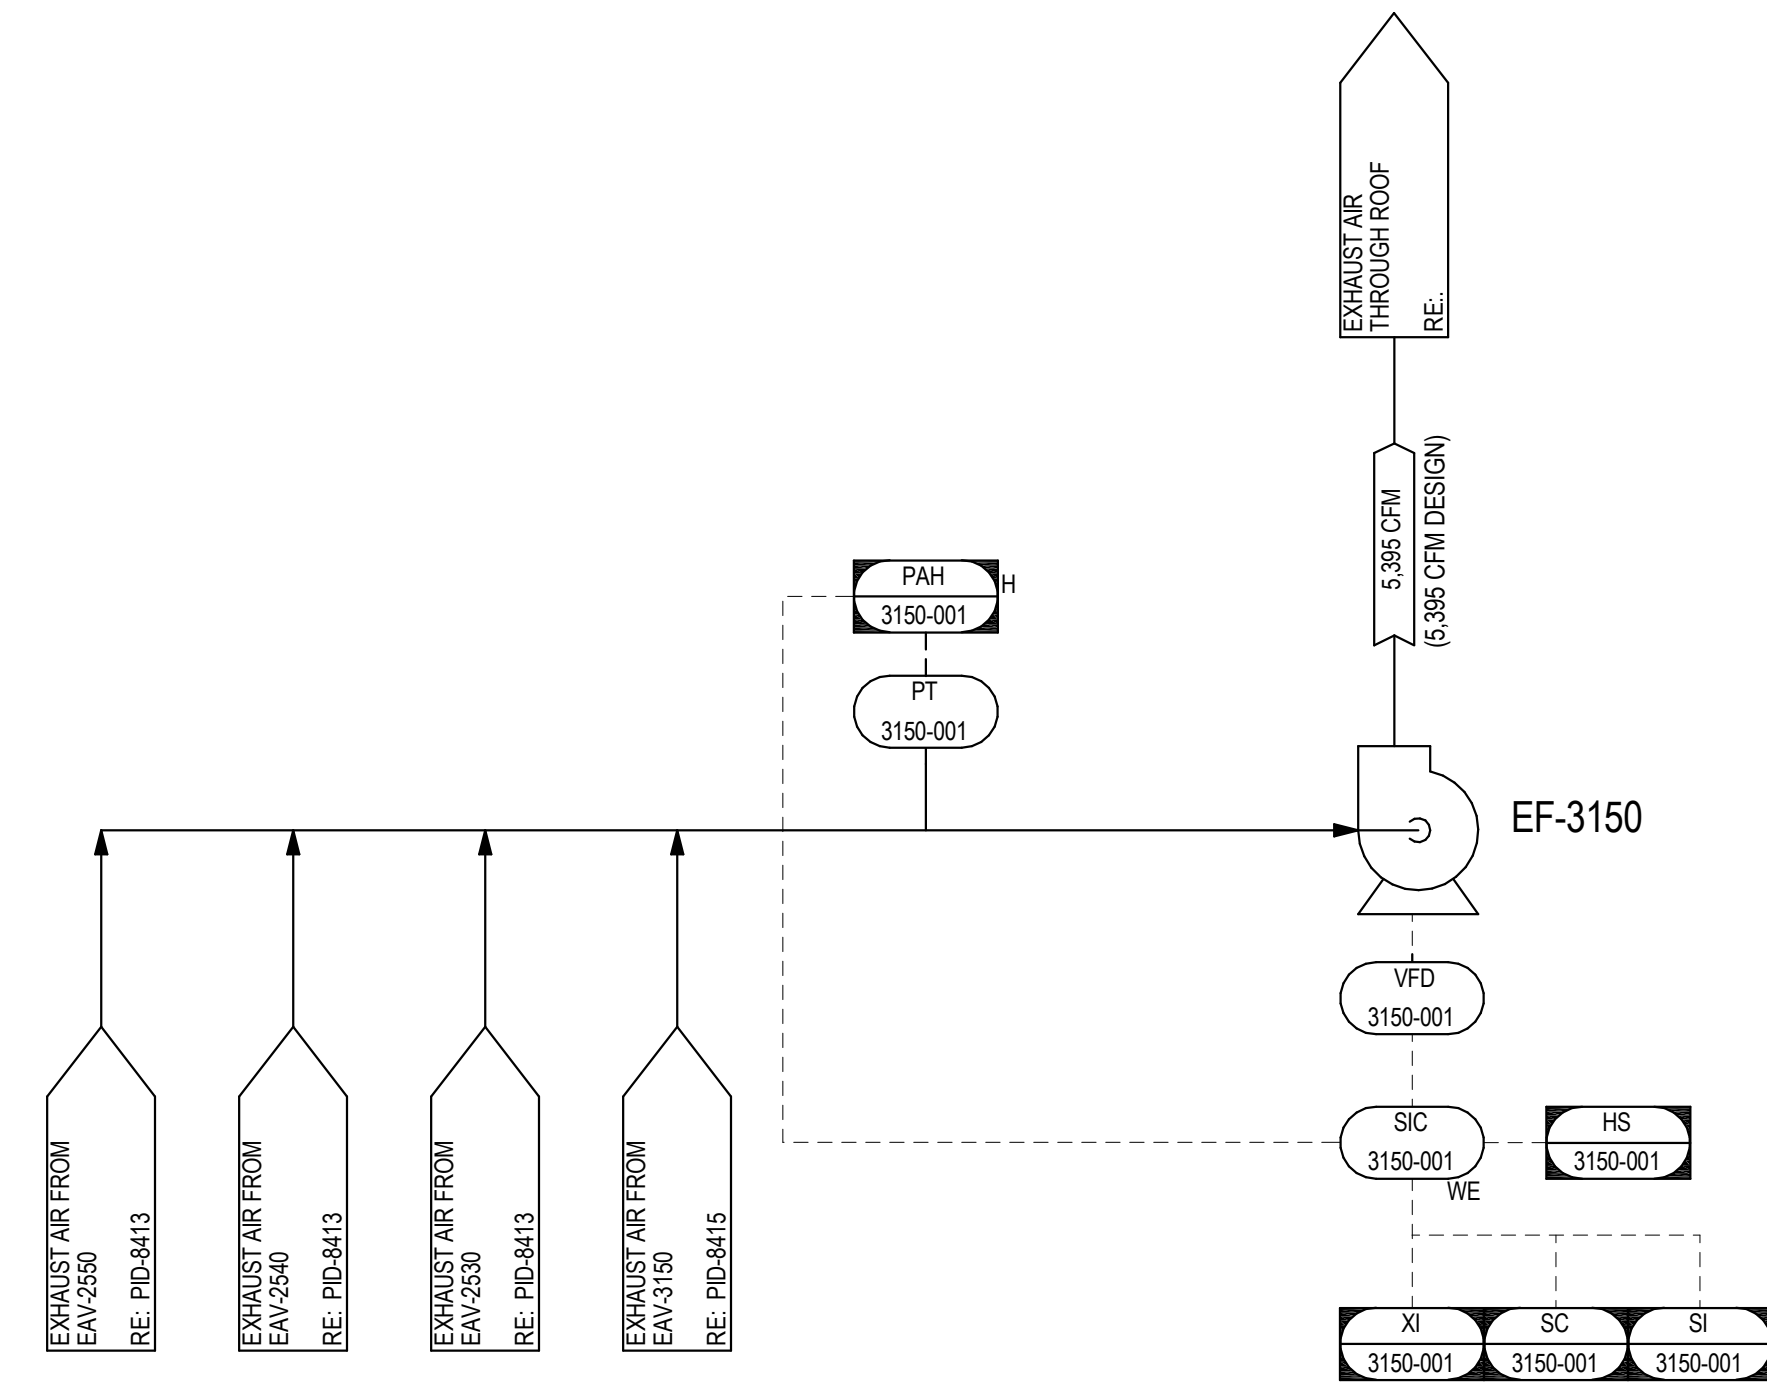 EXHAUST AIR
THROUGH ROOF
RE:.
5,395 CFM
(5,395 CFM DESIGN)
PAH
H
3150-001
PT
3150-001
EF-3150
VFD
3150-001
SIC
3150-001
WE
HS
3150-001
XI
3150-001
SC
3150-001
SI
3150-001
EXHAUST AIR FROM
EAV-2550
RE: PID-8413
EXHAUST AIR FROM
EAV-2540
RE: PID-8413
EXHAUST AIR FROM
EAV-2530
RE: PID-8413
EXHAUST AIR FROM
EAV-3150
RE: PID-8415